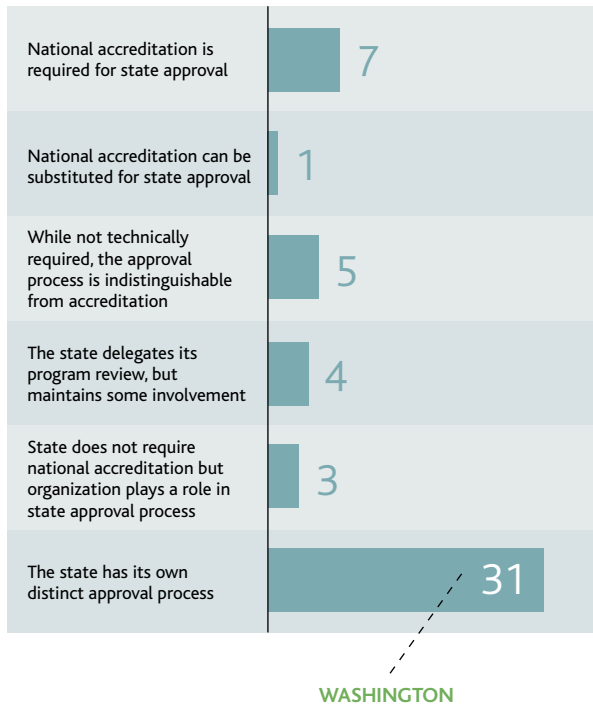 National accreditation is
required for state approval
7
National accreditation can be
substituted for state approval
1
While not technically
required, the approval
process is indistinguishable
from accreditation
5
The state delegates its
program review, but
maintains some involvement
4
State does not require
national accreditation but
organization plays a role in
state approval process
3
The state has its own
distinct approval process
31
WASHINGTON